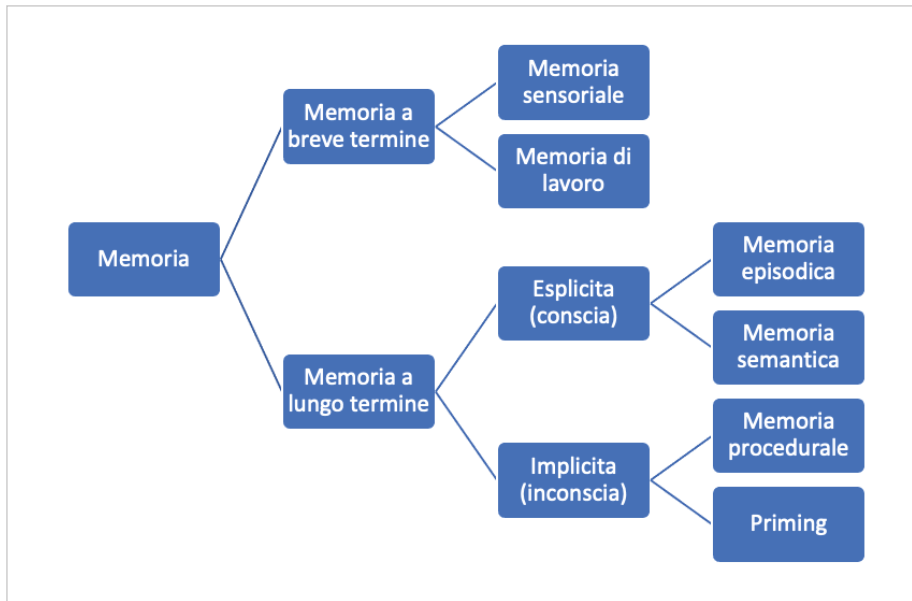 Memoria
Memoria a
breve termine
Memoria
sensoriale
Memoria di
lavoro
Memoria a
lungo termine
Esplicita
(conscia)
Memoria
episodica
Memoria
semantica
Implicita
(inconscia)
Memoria
procedurale
Priming